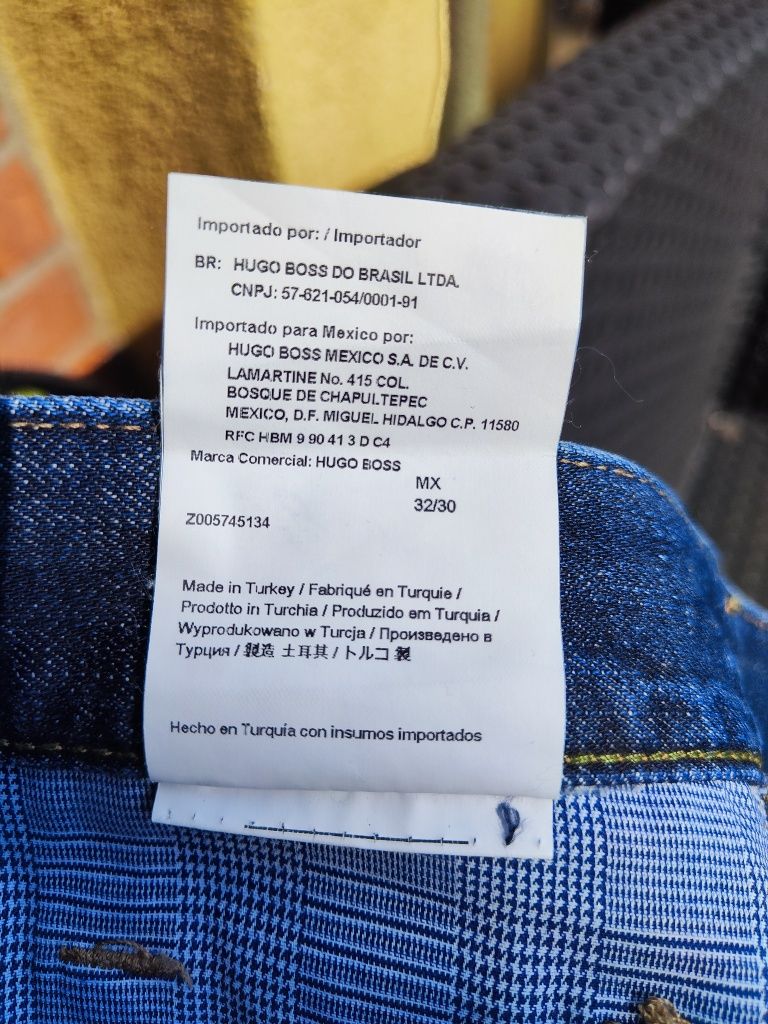 Importado por: / Importador
BR: HUGO BOSS DO BRASIL LTDA.
CNPJ: 57-621-054/0001-91
Importado para Mexico por:
HUGO BOSS MEXICO S.A. DE C.V.
LAMARTINE No. 415 COL.
BOSQUE DE CHAPULTEPEC
MEXICO, D.F. MIGUEL HIDALGO C.P. 11580
RFC HBM 9 90 41 3 D C4
Marca Comercial: HUGO BOSS
MX
32/30
Z005745134
Made in Turkey / Fabriqué en Turquie /
Prodotto in Turchia / Produzido em Turquia /
Wyprodukowano w Turcja / Произведено в
Турция / 製造 土耳其 / トルコ 製
Hecho en Turquía con insumos importados